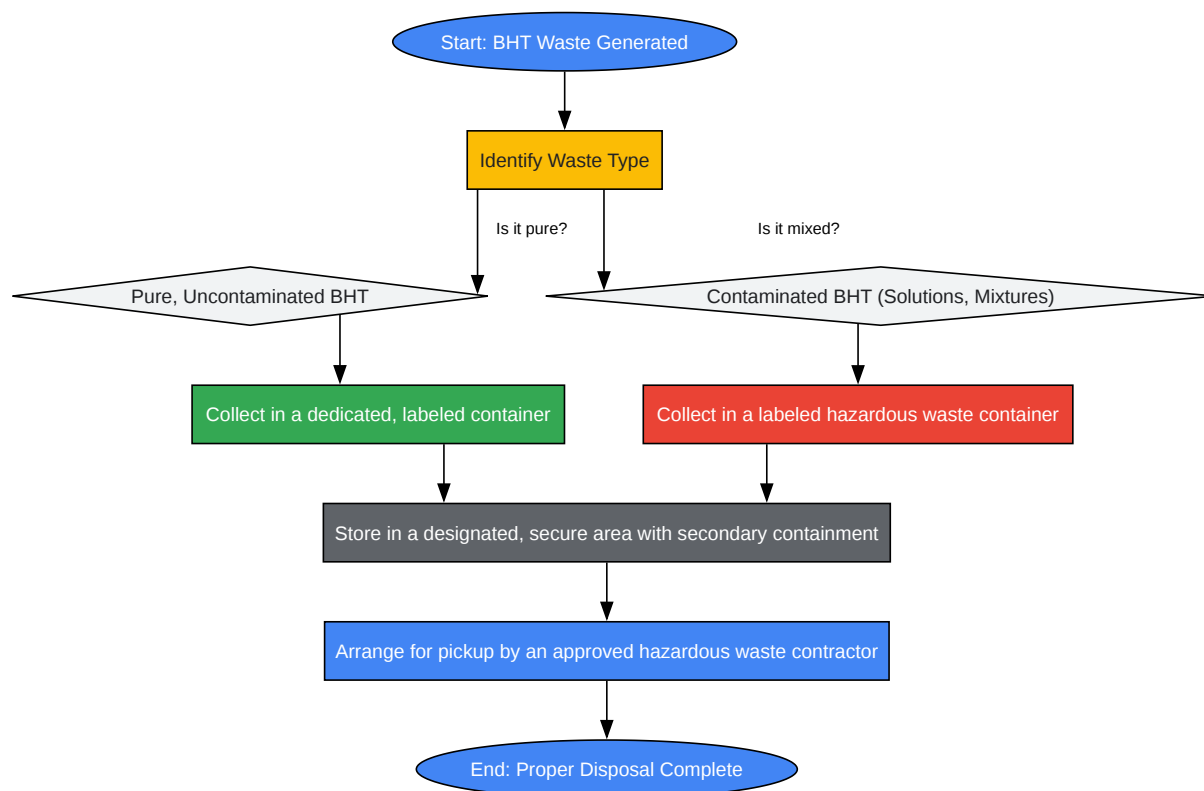 Start: BHT Waste Generated
Identify Waste Type
Is it pure?
Is it mixed?
Pure, Uncontaminated BHT
Contaminated BHT (Solutions, Mixtures)
Collect in a dedicated, labeled container
Collect in a labeled hazardous waste container
Store in a designated, secure area with secondary containment
Arrange for pickup by an approved hazardous waste contractor
End: Proper Disposal Complete